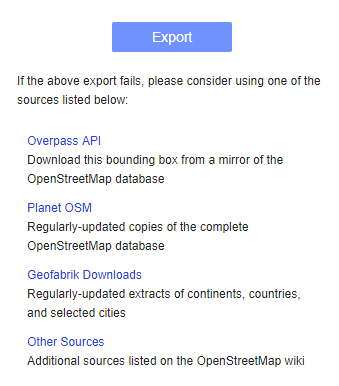 Export
If the above export fails, please consider using one of the
sources listed below:
Overpass API
Download this bounding box from a mirror of the
OpenStreetMap database
Planet OSM
Regularly-updated copies of the complete
OpenStreetMap database
Geofabrik Downloads
Regularly-updated extracts of continents, countries,
and selected cities
Other Sources
Additional sources listed on the OpenStreetMap wiki